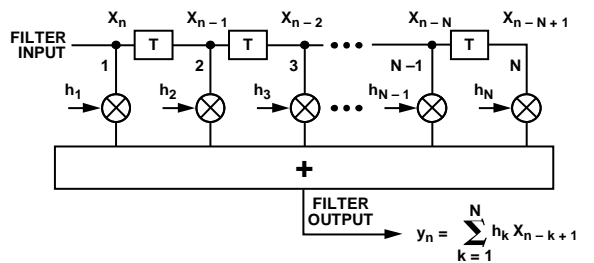 Xn Xn–1 Xn–2 Xn–N Xn–N+1
FILTER INPUT
T T T
1 2 3 N–1 N
h1 h2 h3 hN–1 hN
+
FILTER OUTPUT
yn = N ∑ k = 1 hk Xn–k+1